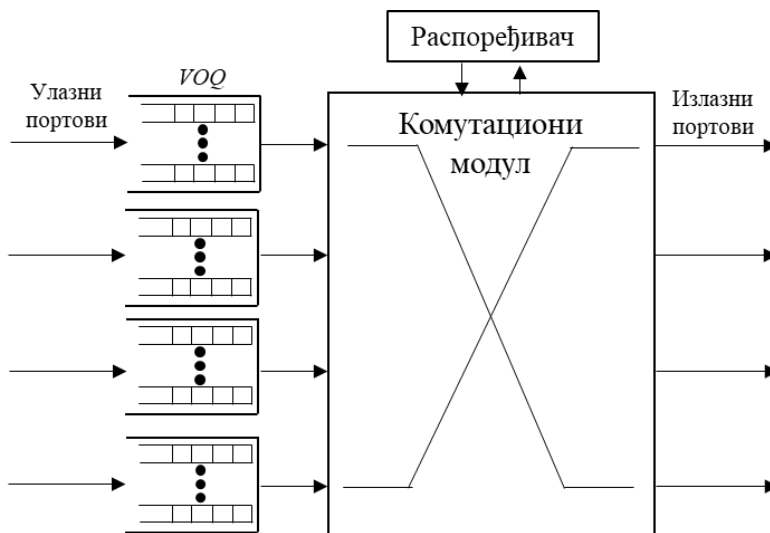 Распоређивач
VOQ
Улазни
портови
Комутациони
модул
Излазни
портови